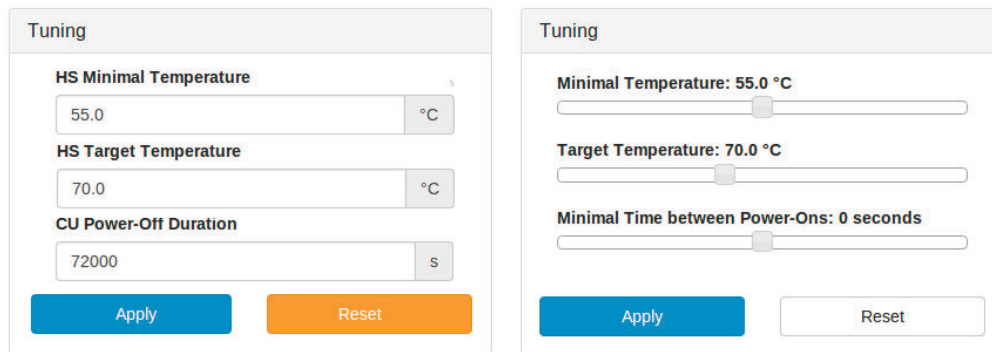 Tuning
HS Minimal Temperature
55.0 °C
HS Target Temperature
70.0 °C
CU Power-Off Duration
72000 s
Apply Reset
Tuning
Minimal Temperature: 55.0 °C
Target Temperature: 70.0 °C
Minimal Time between Power-Ons: 0 seconds
Apply Reset